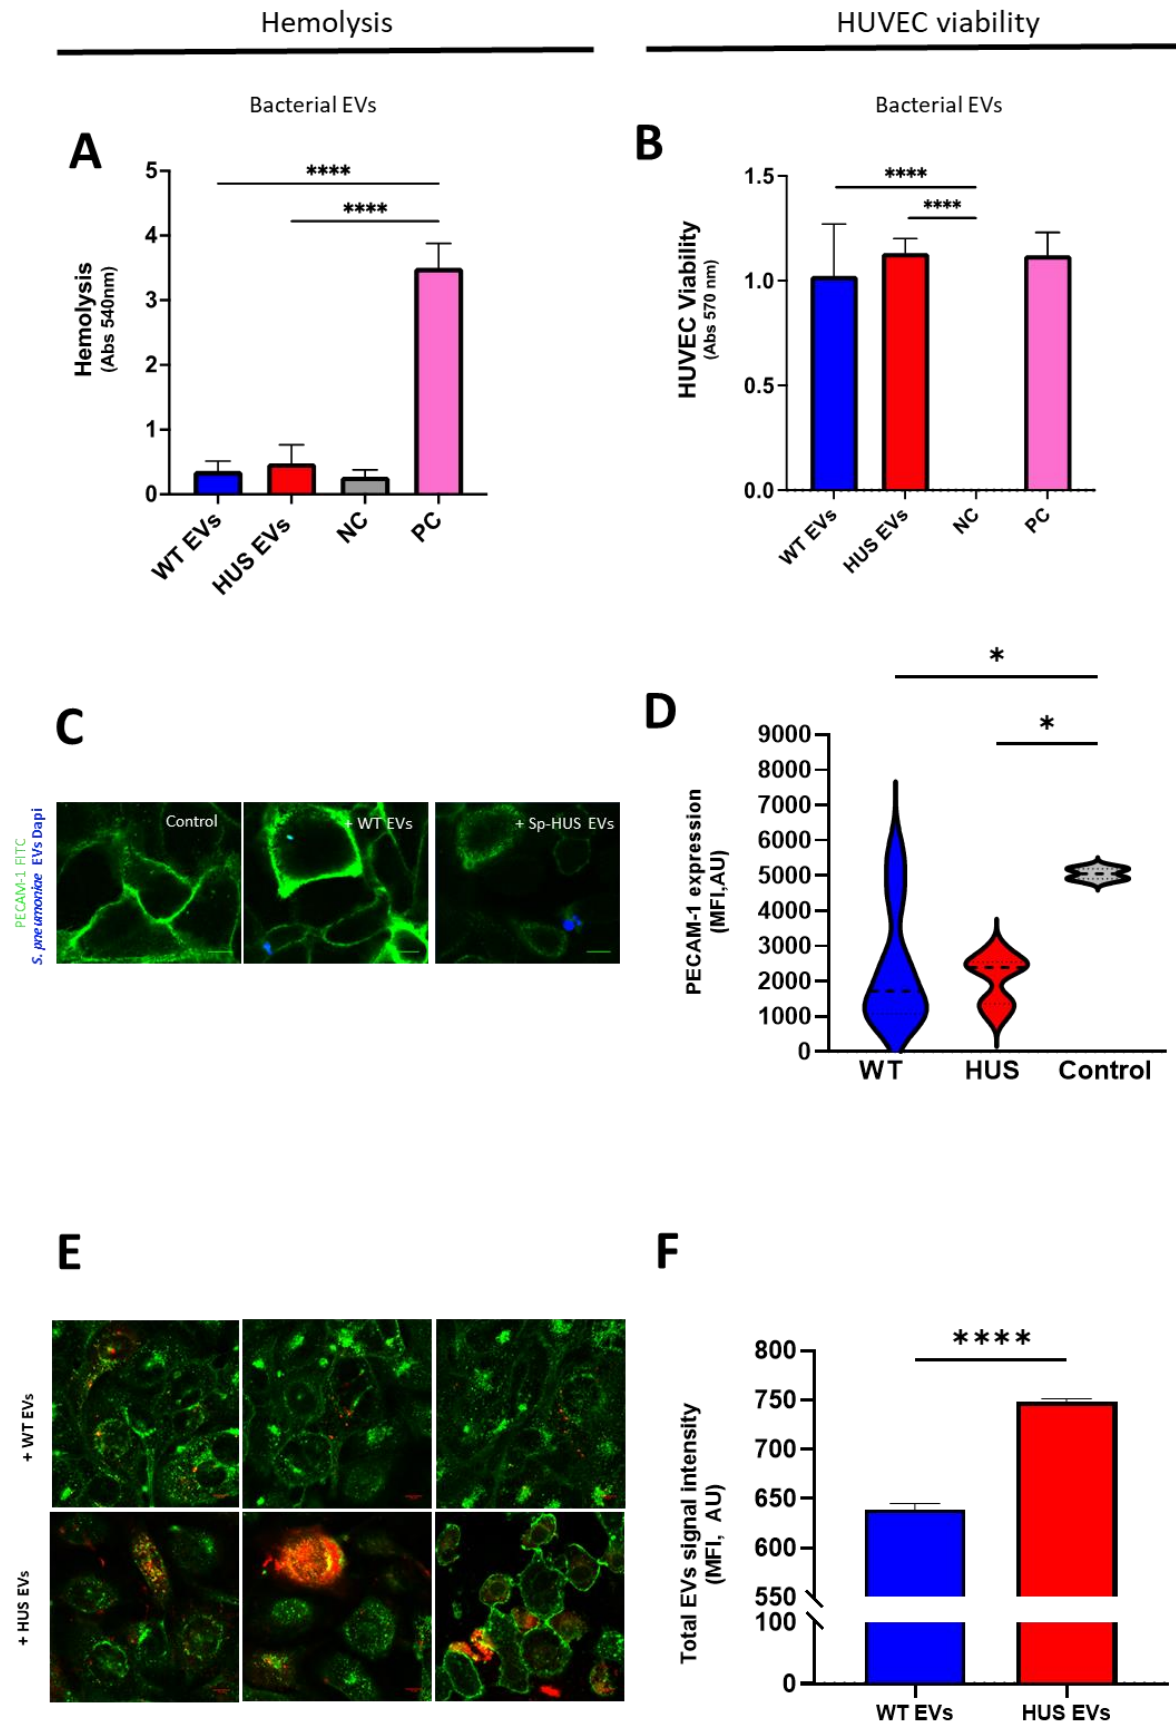 Hemolysis
HUVEC viability
Bacterial EVs
Bacterial EVs
A
B
5
4
3
2
1
0
Hemolysis
(Abs 540nm)
****
****
WT EVs
HUS EVs
NC
PC
1.5
1.0
0.5
0.0
HUVEC Viability
(Abs 570 nm)
****
****
WT EVs
HUS EVs
NC
PC
C
PECAM-1 FITC
S. pneumoniae EVs Dapi
Control
+ WT EVs
+ Sp-HUS EVs
D
*
*
9000
8000
7000
6000
5000
4000
3000
2000
1000
0
PECAM-1 expression
(MFI,AU)
WT
HUS
Control
E
+ WT EVs
+ HUS EVs
F
****
800
750
700
650
600
550
100
0
Total EVs signal intensity
(MFI, AU)
WT EVs
HUS EVs